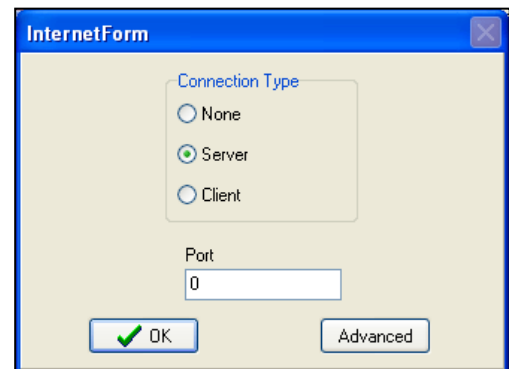 InternetForm
Connection Type
None
Server
Client
Port
0
OK Advanced